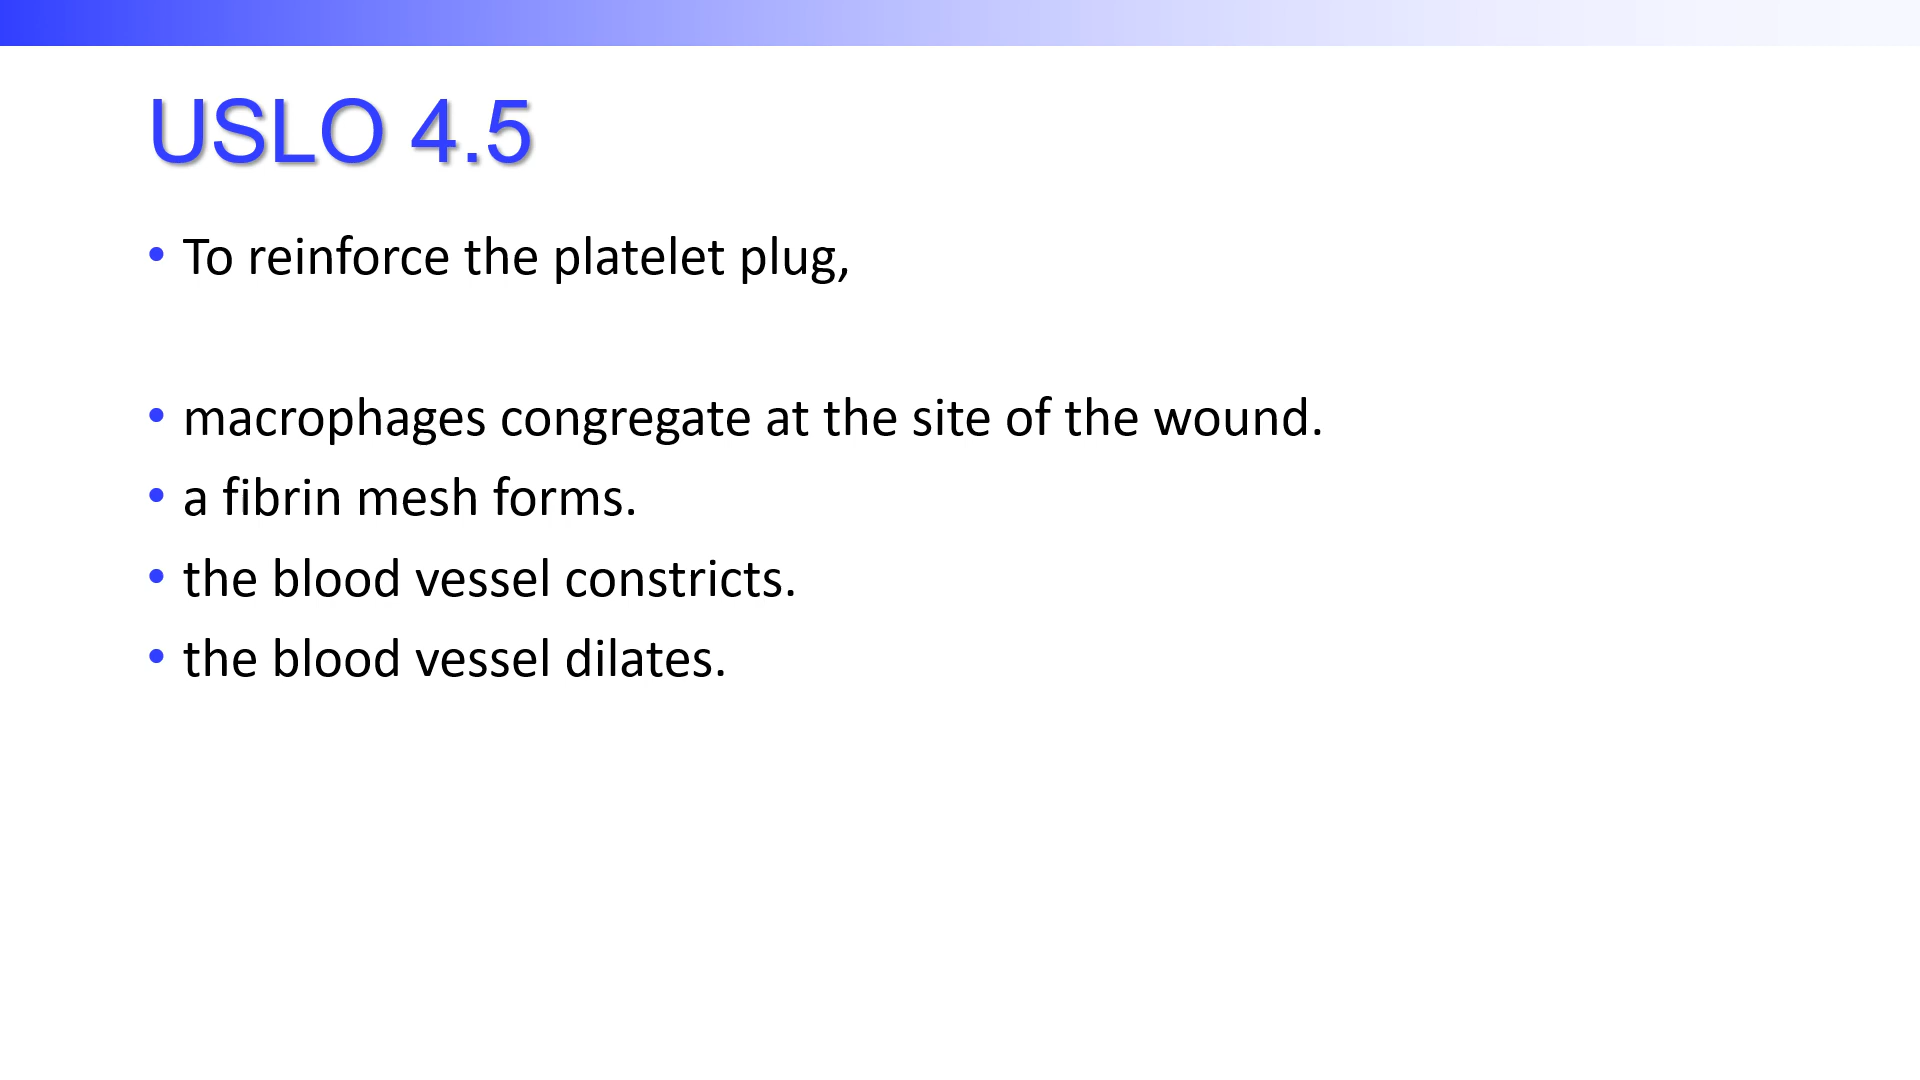 USLO 4.5
• To reinforce the platelet plug,
• macrophages congregate at the site of the wound.
• a fibrin mesh forms.
• the blood vessel constricts.
• the blood vessel dilates.